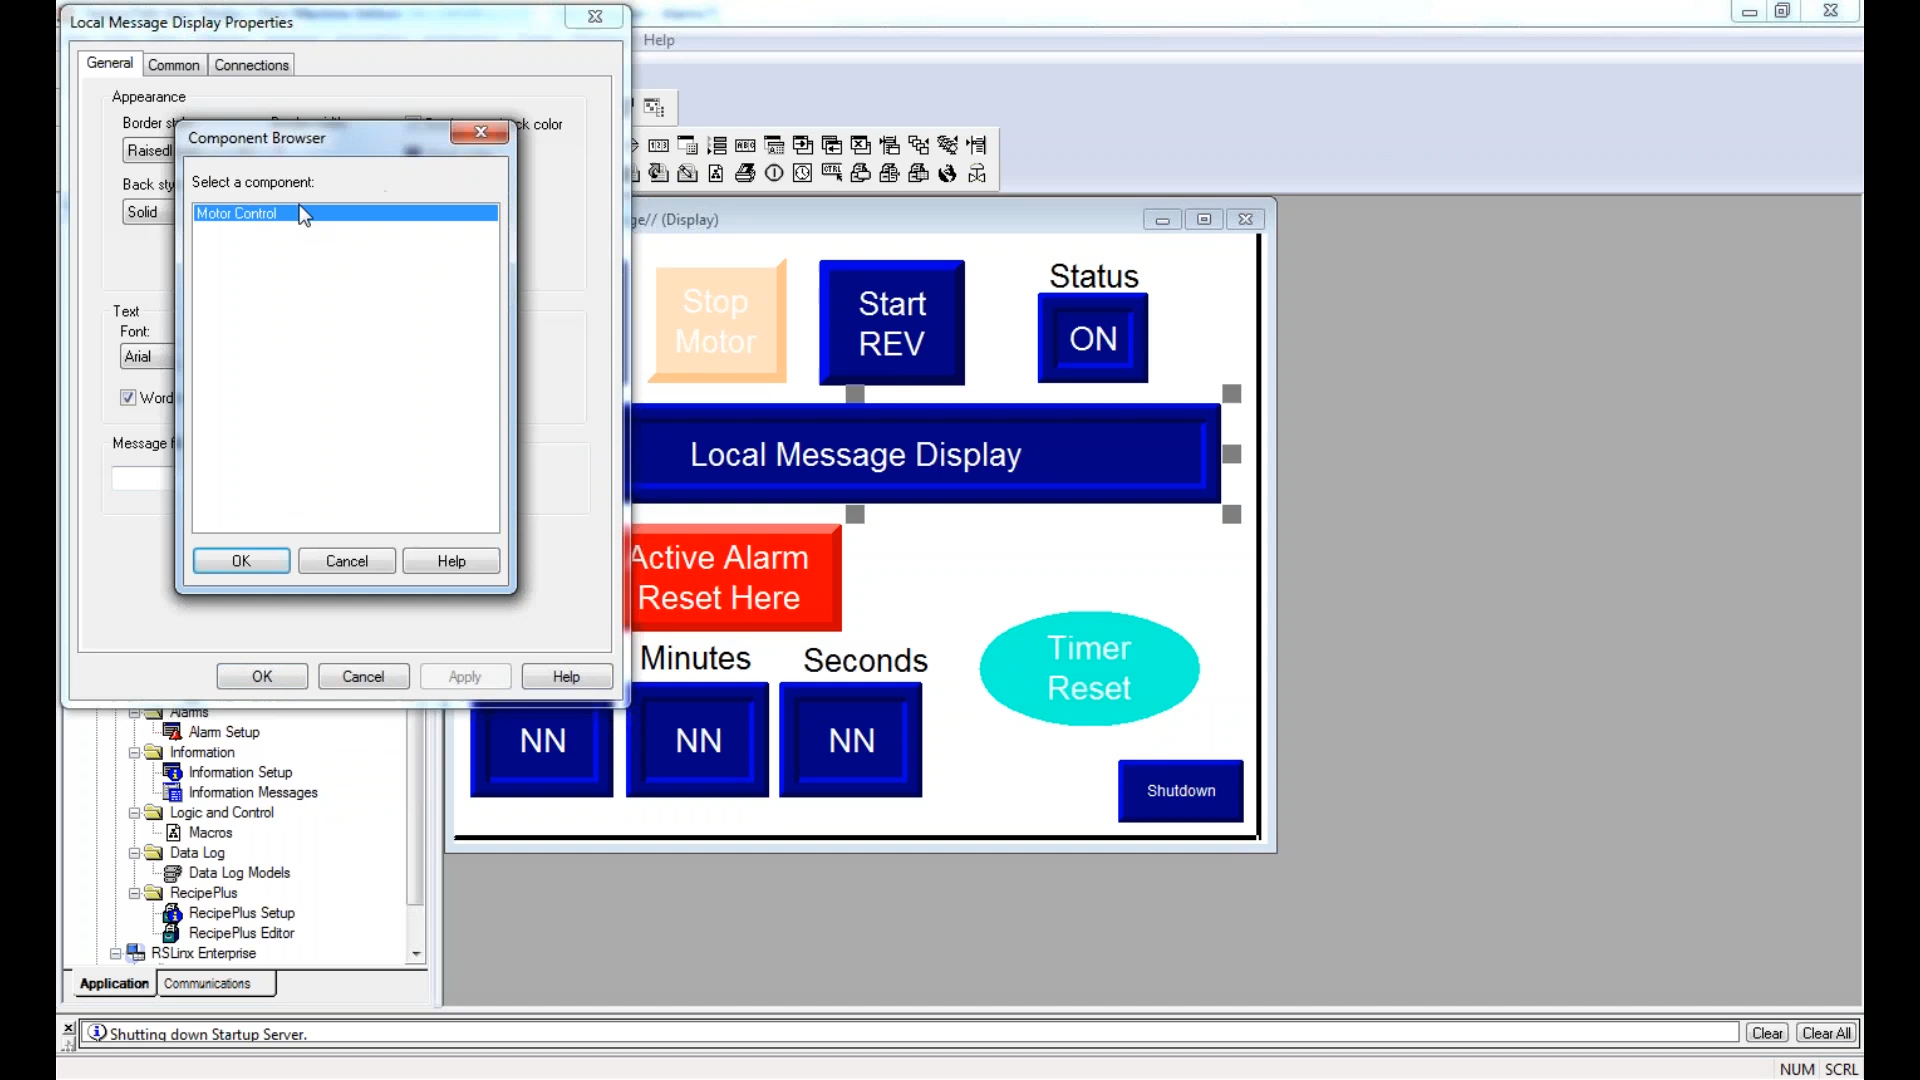 Local Message Display Properties
Help
General
Common
Connections
Appearance
Border
ck color
Component Browser
Raised
Select a component:
Back
Motor Control
Solid
ge// (Display)
Stop
Motor
Start
REV
Status
ON
Text
Font:
Arial
Word
Message
Local Message Display
OK
Cancel
Help
Active Alarm
Reset Here
OK
Cancel
Apply
Help
Minutes
Seconds
Timer
Reset
NN
NN
NN
Shutdown
Alarms
Alarm Setup
Information
Information Setup
Information Messages
Logic and Control
Macros
Data Log
Data Log Models
RecipePlus
RecipePlus Setup
RecipePlus Editor
RSLinx Enterprise
Application
Communications
Shutting down Startup Server.
Clear
Clear All
NUM
SCRL